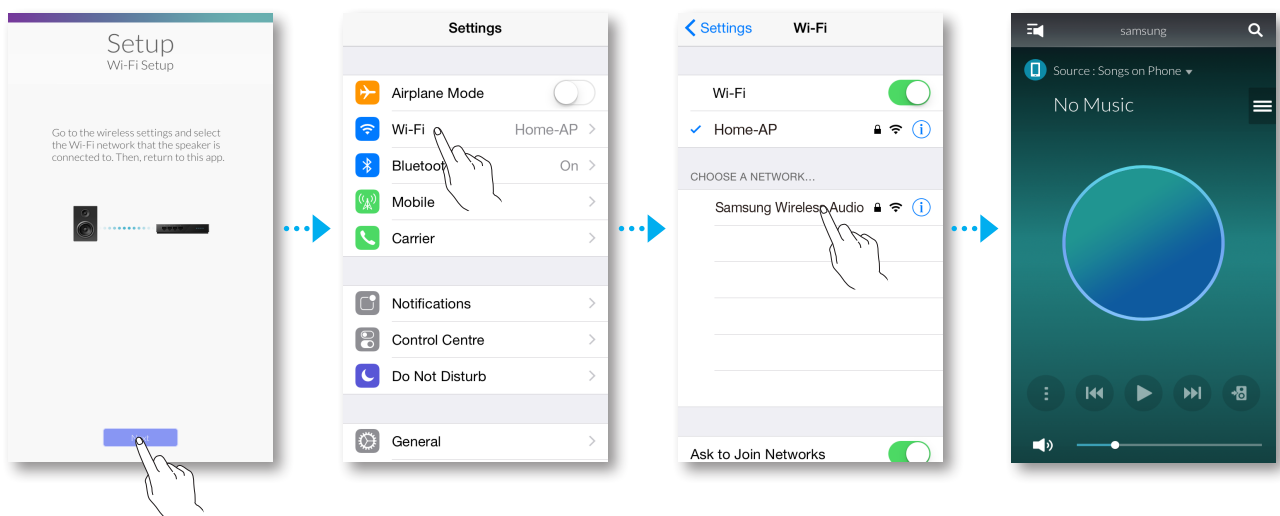 Setup
Wi-Fi Setup
Go to the wireless settings and select
the Wi-Fi network that the speaker is
connected to. Then, return to this app.
Settings
Airplane Mode
Wi-Fi Home-AP
Bluetoo
On
Mobile
Carrier
Notifications
Control Centre
Do Not Disturb
General
Settings Wi-Fi
Wi-Fi
Home-AP
CHOOSE A NETWORK...
Samsung Wireless Audio
Ask to Join Networks
samsung
Source : Songs on Phone
No Music